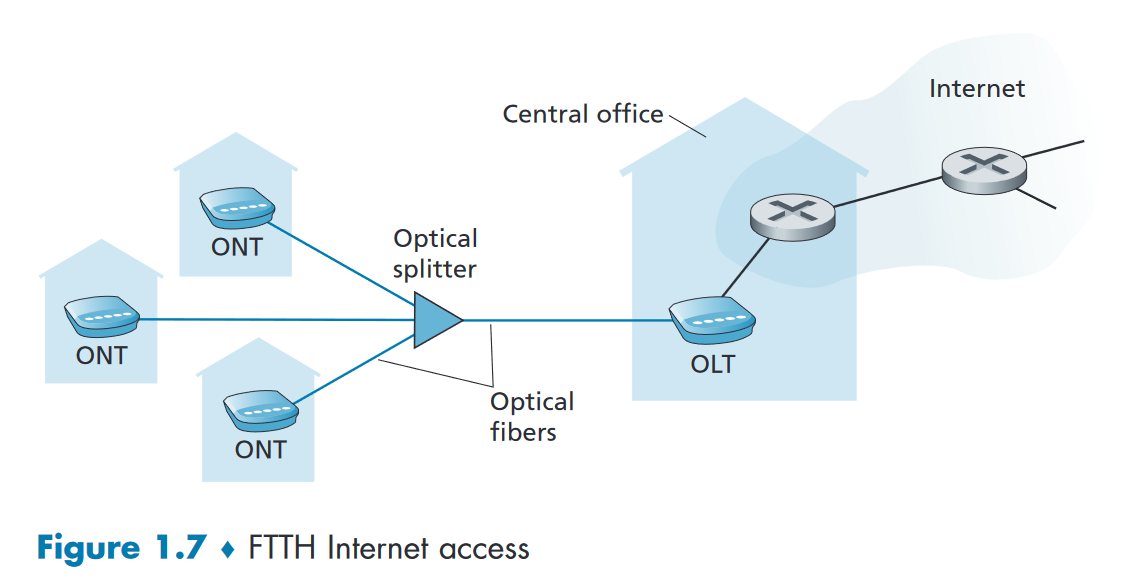 Internet
Central office
ONT
Optical
splitter
ONT
OLT
Optical
fibers
ONT
Figure 1.7 ♦ FTTH Internet access